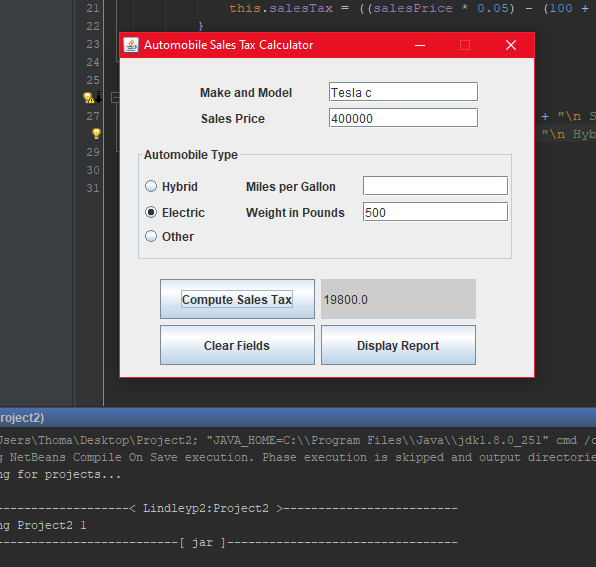 21 this.salesTax = ((salesPrice * 0.05) - (100 +
22 }
23
24
25
27 + "\n S
"\n Hyb
29
30
31
Automobile Sales Tax Calculator
Make and Model Tesla c
Sales Price 400000
Automobile Type
Hybrid Miles per Gallon
Electric Weight in Pounds 500
Other
Compute Sales Tax 19800.0
Clear Fields Display Report
roject2)
Jsers\Thoma\Desktop\Project2; "JAVA_HOME=C:\\Program Files\\Java\\jdk1.8.0_251" cmd /c
g NetBeans Compile On Save execution. Phase execution is skipped and output directorie
ng for projects...
-------------------< Lindleyp2:Project2 >-------------------------
ng Project2 1
--------------------------[ jar ]---------------------------------